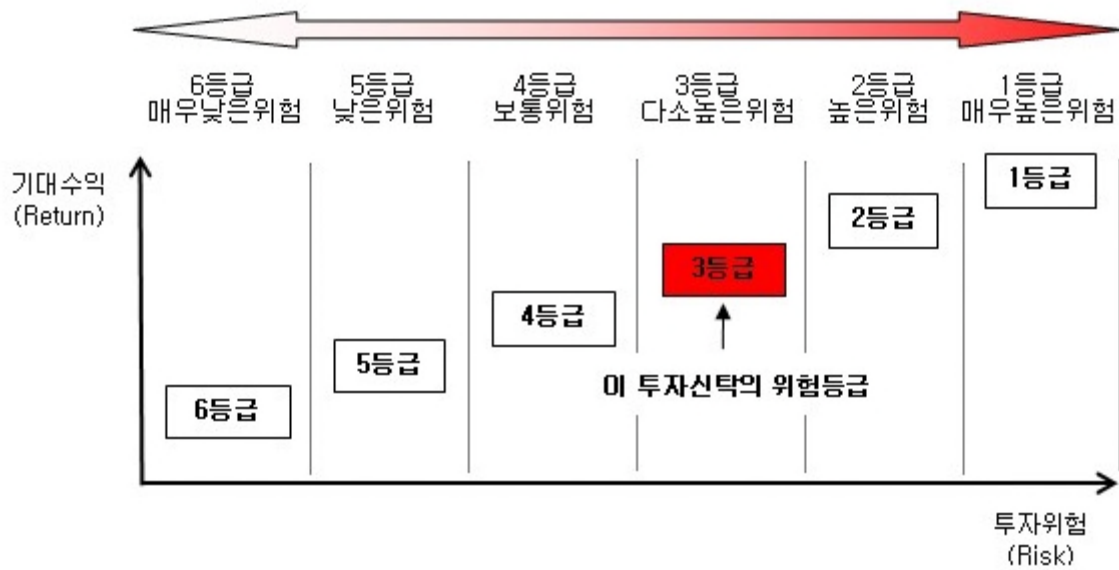 6등급 5등급 4등급 3등급 2등급 1등급
매우낮은위험 낮은위험 보통위험 다소높은위험 높은위험 매우높은위험
기대수익
(Return)
1등급
2등급
3등급
4등급
5등급
이 투자신탁의 위험등급
6등급
투자위험
(Risk)